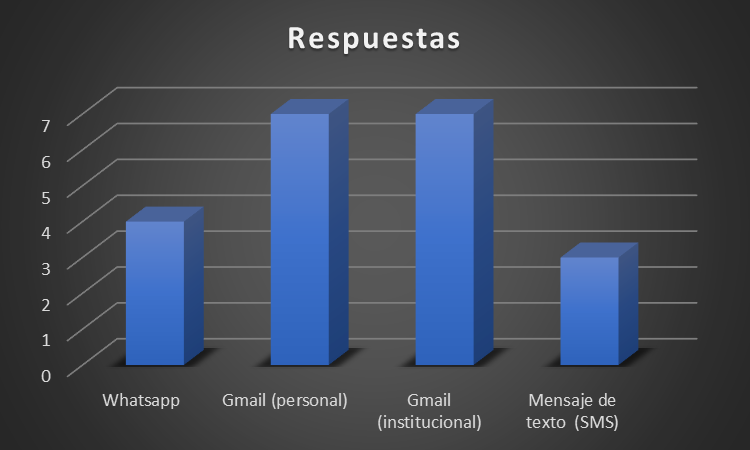 Respuestas
7
6
5
4
3
2
1
0
Whatsapp
Gmail (personal)
Gmail
(institucional)
Mensaje de
texto (SMS)